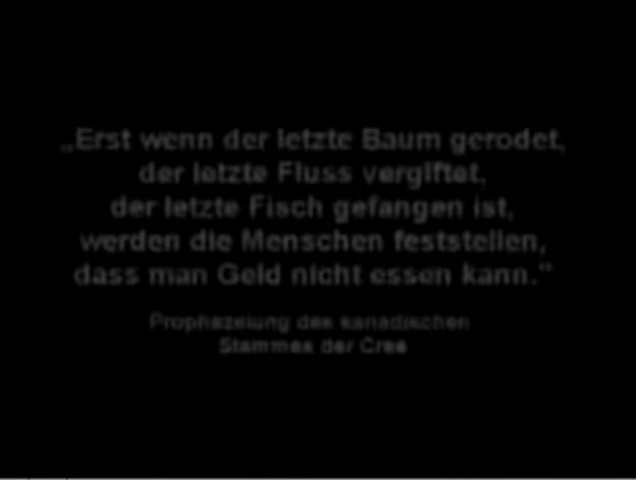 „Erst wenn der letzte Baum gerodet,
der letzte Fluss vergiftet,
der letzte Fisch gefangen ist,
werden die Menschen feststellen,
dass man Geld nicht essen kann."
Prophezeiung des kanadischen
Stammes der Cree